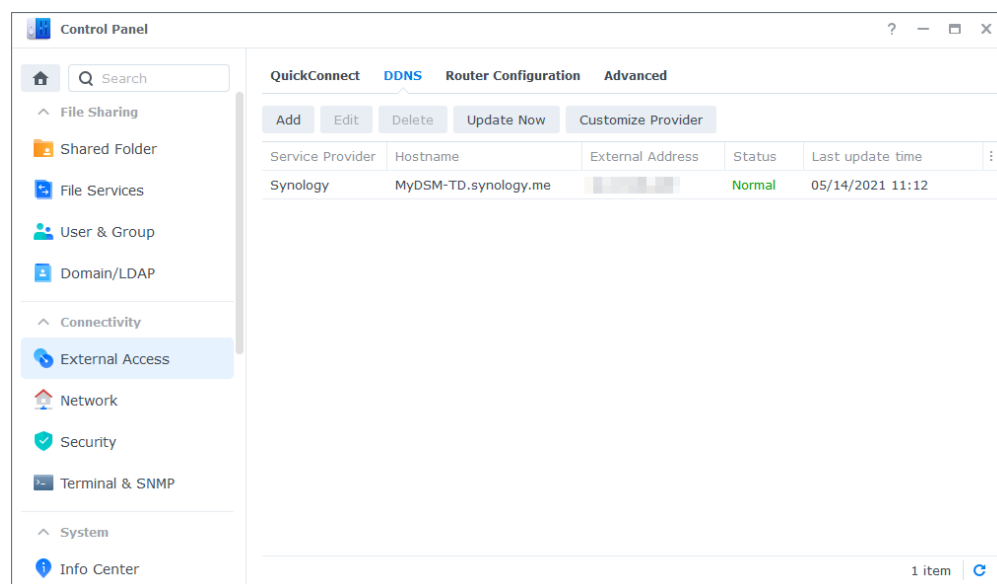 Control Panel
?
Search
File Sharing
Shared Folder
File Services
User & Group
Domain/LDAP
Connectivity
External Access
Network
Security
Terminal & SNMP
System
Info Center
QuickConnect DDNS Router Configuration Advanced
Add Edit Delete Update Now Customize Provider
Service Provider Hostname External Address Status Last update time
Synology MyDSM-TD.synology.me Normal 05/14/2021 11:12
1 item